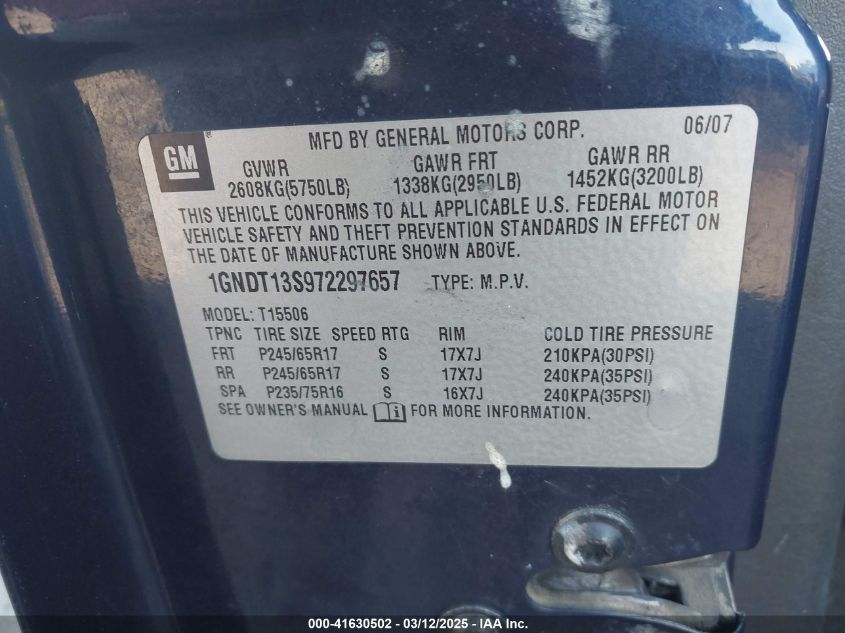 MFD BY GENERAL MOTORS CORP. 06/07
GM
GVWR GAWR FRT GAWR RR
2608KG(5750LB) 1338KG(2950LB) 1452KG(3200LB)
THIS VEHICLE CONFORMS TO ALL APPLICABLE U.S. FEDERAL MOTOR
VEHICLE SAFETY AND THEFT PREVENTION STANDARDS IN EFFECT ON
THE DATE OF MANUFACTURE SHOWN ABOVE.
1GNDT13S972297657 TYPE: M.P.V.
MODEL: T15506
TPNC TIRE SIZE SPEED RTG RIM COLD TIRE PRESSURE
FRT P245/65R17 S 17X7J 210KPA(30PSI)
RR P245/65R17 S 17X7J 240KPA(35PSI)
SPA P235/75R16 S 16X7J 240KPA(35PSI)
SEE OWNER'S MANUAL i FOR MORE INFORMATION.
000-41630502 - 03/12/2025 - IAA Inc.